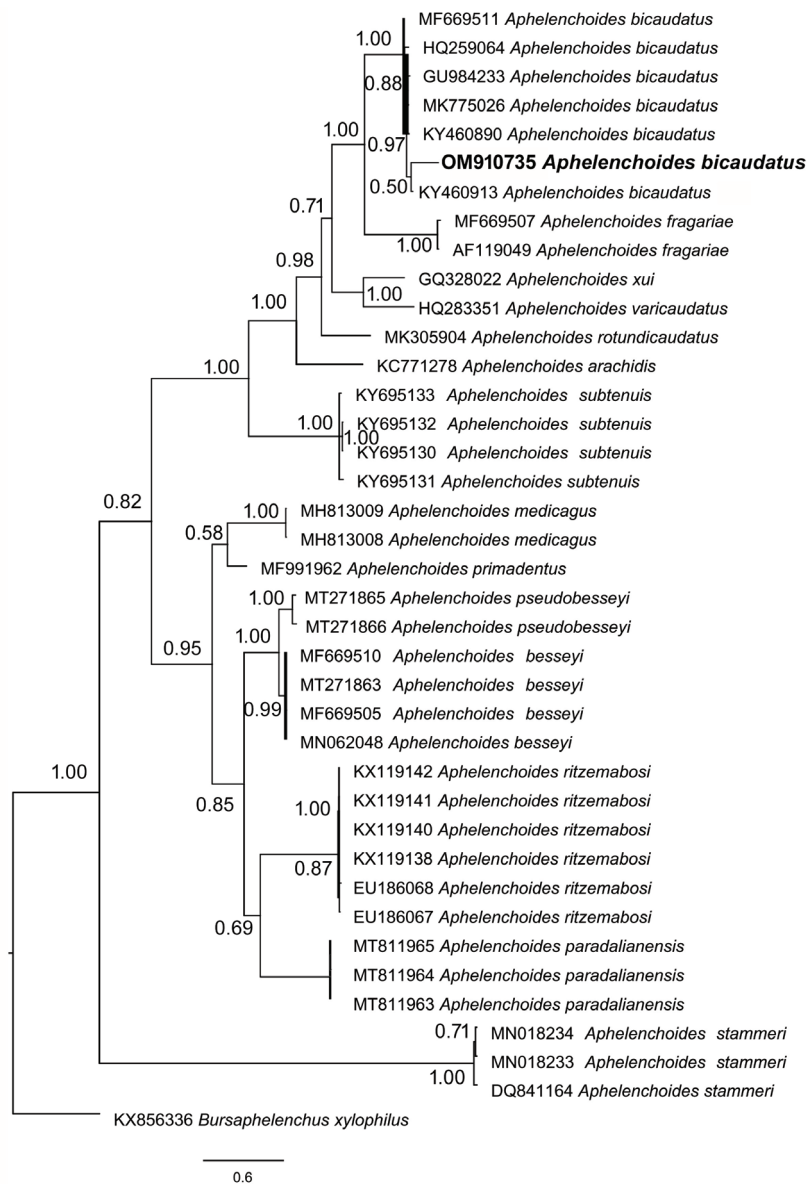 MF669511 Aphelenchoides bicaudatus
1.00
HQ259064 Aphelenchoides bicaudatus
GU984233 Aphelenchoides bicaudatus
0.88
MK775026 Aphelenchoides bicaudatus
1.00
KY460890 Aphelenchoides bicaudatus
0.97
OM910735 Aphelenchoides bicaudatus
0.50
KY460913 Aphelenchoides bicaudatus
0.71
MF669507 Aphelenchoides fragariae
1.00
AF119049 Aphelenchoides fragariae
0.98
GQ328022 Aphelenchoides xui
1.00
1.00
HQ283351 Aphelenchoides varicaudatus
MK305904 Aphelenchoides rotundicaudatus
1.00
KC771278 Aphelenchoides arachidis
KY695133 Aphelenchoides subtenuis
1.00
KY695132 Aphelenchoides subtenuis
1.00
KY695130 Aphelenchoides subtenuis
KY695131 Aphelenchoides subtenuis
0.82
1.00
MH813009 Aphelenchoides medicagus
0.58
MH813008 Aphelenchoides medicagus
MF991962 Aphelenchoides primadentus
1.00
MT271865 Aphelenchoides pseudobesseyi
MT271866 Aphelenchoides pseudobesseyi
1.00
0.95
MF669510 Aphelenchoides besseyi
MT271863 Aphelenchoides besseyi
0.99
MF669505 Aphelenchoides besseyi
MN062048 Aphelenchoides besseyi
1.00
KX119142 Aphelenchoides ritzemabosi
0.85
1.00
KX119141 Aphelenchoides ritzemabosi
KX119140 Aphelenchoides ritzemabosi
0.87
KX119138 Aphelenchoides ritzemabosi
EU186068 Aphelenchoides ritzemabosi
EU186067 Aphelenchoides ritzemabosi
0.69
MT811965 Aphelenchoides paradalianensis
MT811964 Aphelenchoides paradalianensis
MT811963 Aphelenchoides paradalianensis
0.71
MN018234 Aphelenchoides stammeri
MN018233 Aphelenchoides stammeri
1.00
DQ841164 Aphelenchoides stammeri
KX856336 Bursaphelenchus xylophilus
0.6